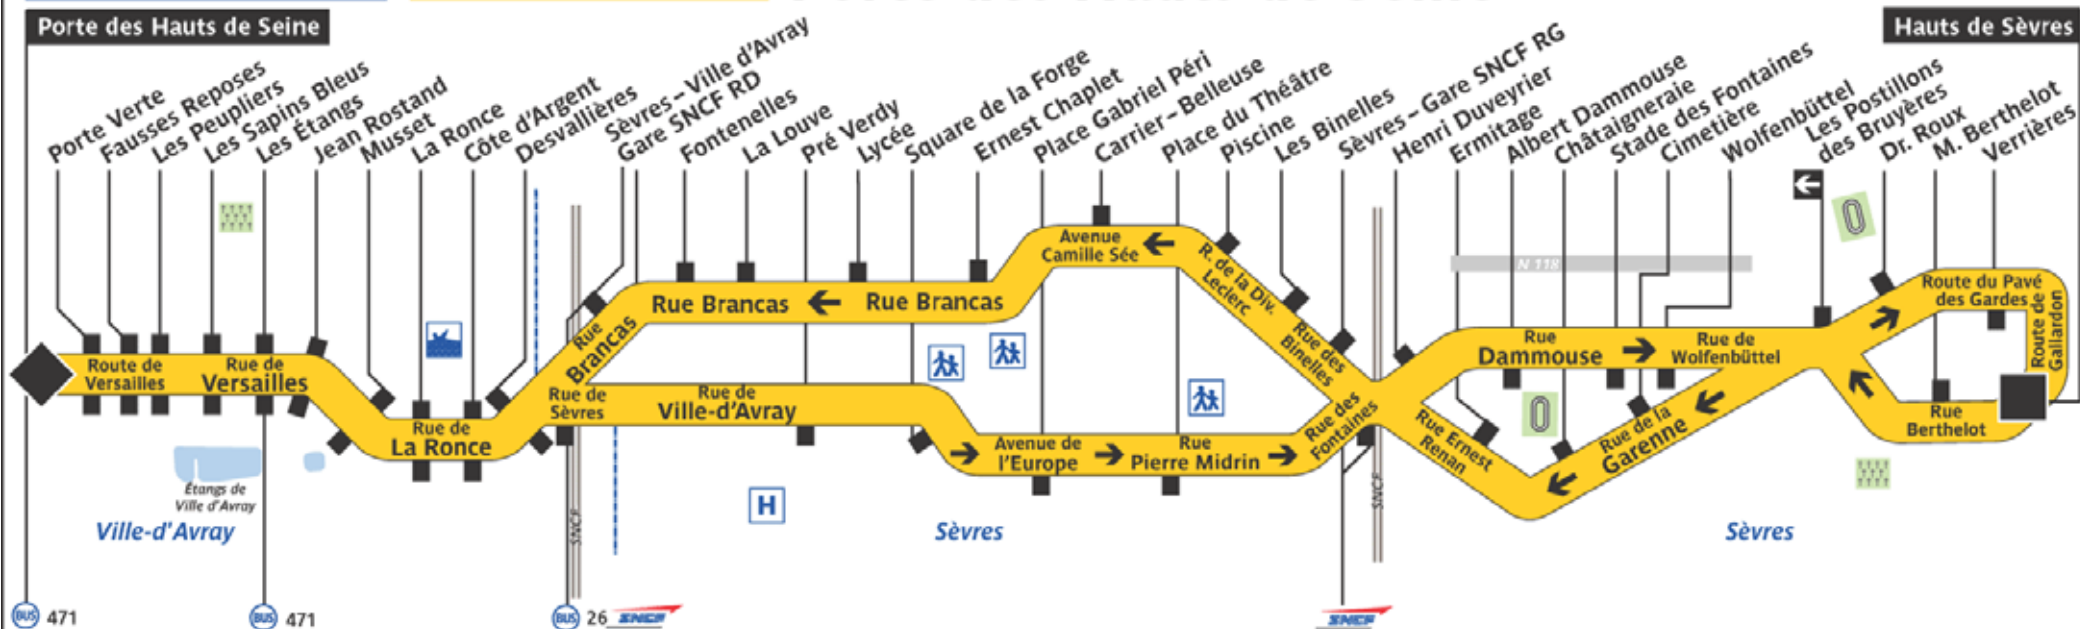 Porte des Hauts de Seine
Hauts de Sèvres
Porte Verte
Fausses Reposes
Les Peupliers
Les Sapins Bleus
Les Étangs
Jean Rostand
Musset
La Ronce
Côte d'Argent
Desvallières
Sèvres – Ville d'Avray
Gare SNCF RD
Fontenelles
La Louve
Pré Verdy
Lycée
Square de la Forge
Ernest Chaplet
Place Gabriel Péri
Carrier – Belleuse
Place du Théâtre
Piscine
Les Binelles
Sèvres – Gare SNCF RG
Henri Duveyrier
Ermitage
Albert Dammouse
Châtaigneraie
Stade des Fontaines
Cimetière
Wolfenbüttel
Les Postillons
des Bruyères
Dr. Roux
M. Berthelot
Verrières
Avenue
Camille Sée
R. de la Div.
Leclerc
N 118
Rue Brancas
Rue Brancas
Rue
Brancas
Rue des
Binelles
Route du Pavé
des Gardes
Route de
Gallardon
Route de
Versailles
Rue de
Versailles
Rue
Dammouse
Rue de
Wolfenbüttel
Rue de
Sèvres
Rue de
Ville-d'Avray
Rue des
Fontaines
Rue Ernest
Renan
Rue de la
Garenne
Rue
Berthelot
Rue de
La Ronce
Avenue de
l'Europe
Rue
Pierre Midrin
Étangs de
Ville d'Avray
H
SNCF
SNCF
Ville-d'Avray
Sèvres
Sèvres
BUS 471
BUS 471
BUS 26 SNCF
SNCF